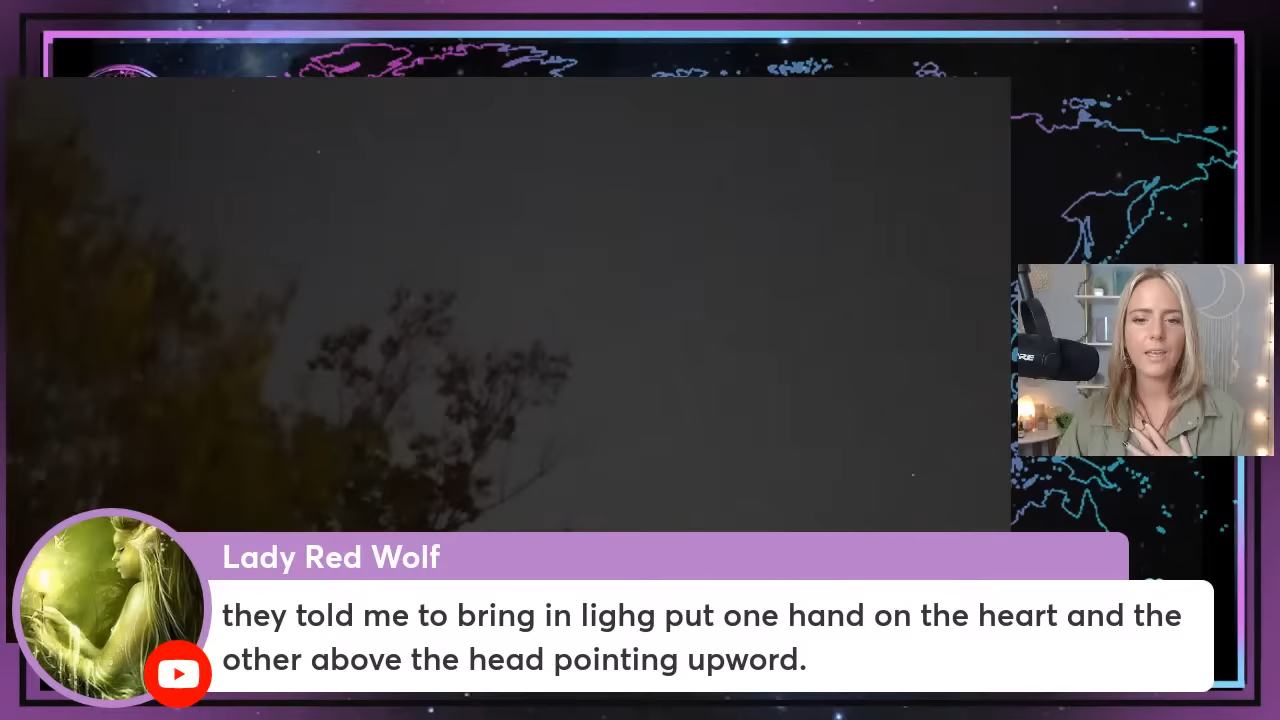 Lady Red Wolf
they told me to bring in lighg put one hand on the heart and the
other above the head pointing upword.